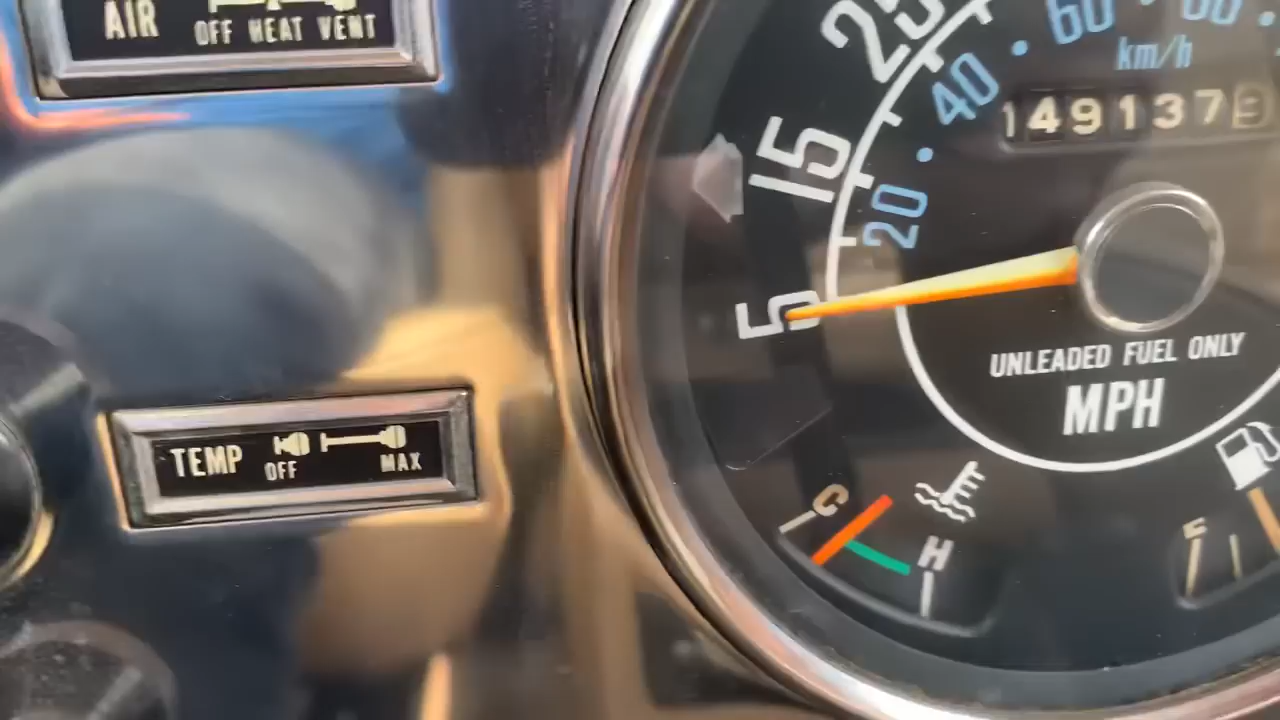 AIR
OFF HEAT VENT
25
60 80
km/h
40
1491379
15
20
5
UNLEADED FUEL ONLY
MPH
TEMP
OFF MAX
C
H